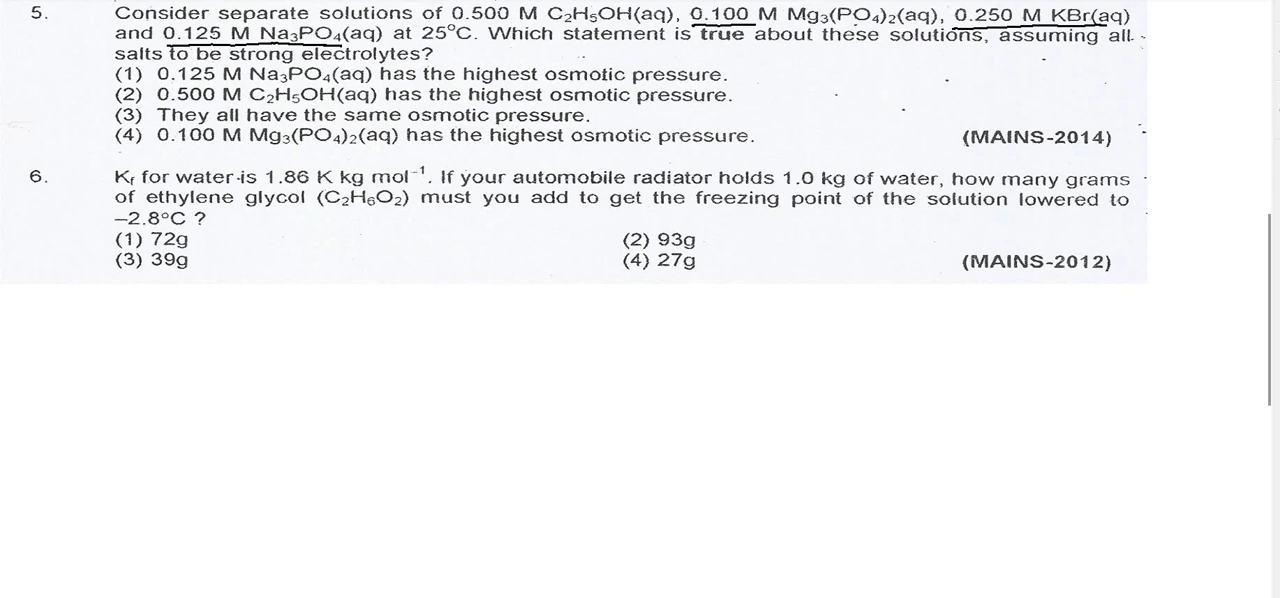 5. Consider separate solutions of 0.500 M C₂H₅OH(aq), 0.100 M Mg₃(PO₄)₂(aq), 0.250 M KBr(aq)
and 0.125 M Na₃PO₄(aq) at 25°C. Which statement is true about these solutions, assuming all
salts to be strong electrolytes?
(1) 0.125 M Na₃PO₄(aq) has the highest osmotic pressure.
(2) 0.500 M C₂H₅OH(aq) has the highest osmotic pressure.
(3) They all have the same osmotic pressure.
(4) 0.100 M Mg₃(PO₄)₂(aq) has the highest osmotic pressure. (MAINS-2014)
6. Kf for water is 1.86 K kg mol⁻¹. If your automobile radiator holds 1.0 kg of water, how many grams
of ethylene glycol (C₂H₆O₂) must you add to get the freezing point of the solution lowered to
–2.8°C ?
(1) 72g (2) 93g
(3) 39g (4) 27g (MAINS-2012)